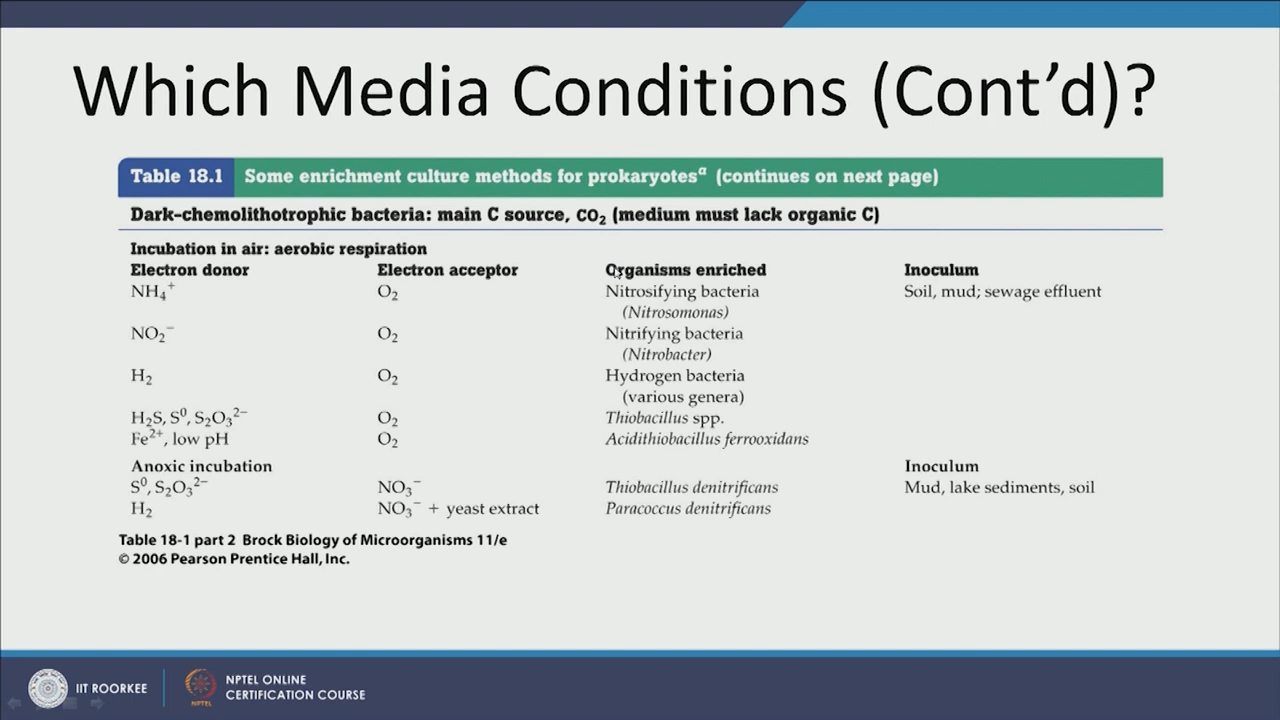 Which Media Conditions (Cont’d)?
Table 18.1 Some enrichment culture methods for prokaryotesᵃ (continues on next page)
Dark-chemolithotrophic bacteria: main C source, CO₂ (medium must lack organic C)
Incubation in air: aerobic respiration
Electron donor Electron acceptor Organisms enriched Inoculum
NH₄⁺ O₂ Nitrosifying bacteria Soil, mud; sewage effluent
(Nitrosomonas)
NO₂⁻ O₂ Nitrifying bacteria
(Nitrobacter)
H₂ O₂ Hydrogen bacteria
(various genera)
H₂S, S⁰, S₂O₃²⁻ O₂ Thiobacillus spp.
Fe²⁺, low pH O₂ Acidithiobacillus ferrooxidans
Anoxic incubation Inoculum
S⁰, S₂O₃²⁻ NO₃⁻ Thiobacillus denitrificans Mud, lake sediments, soil
H₂ NO₃⁻ + yeast extract Paracoccus denitrificans
Table 18-1 part 2 Brock Biology of Microorganisms 11/e
© 2006 Pearson Prentice Hall, Inc.
IIT ROORKEE
NPTEL
NPTEL ONLINE
CERTIFICATION COURSE